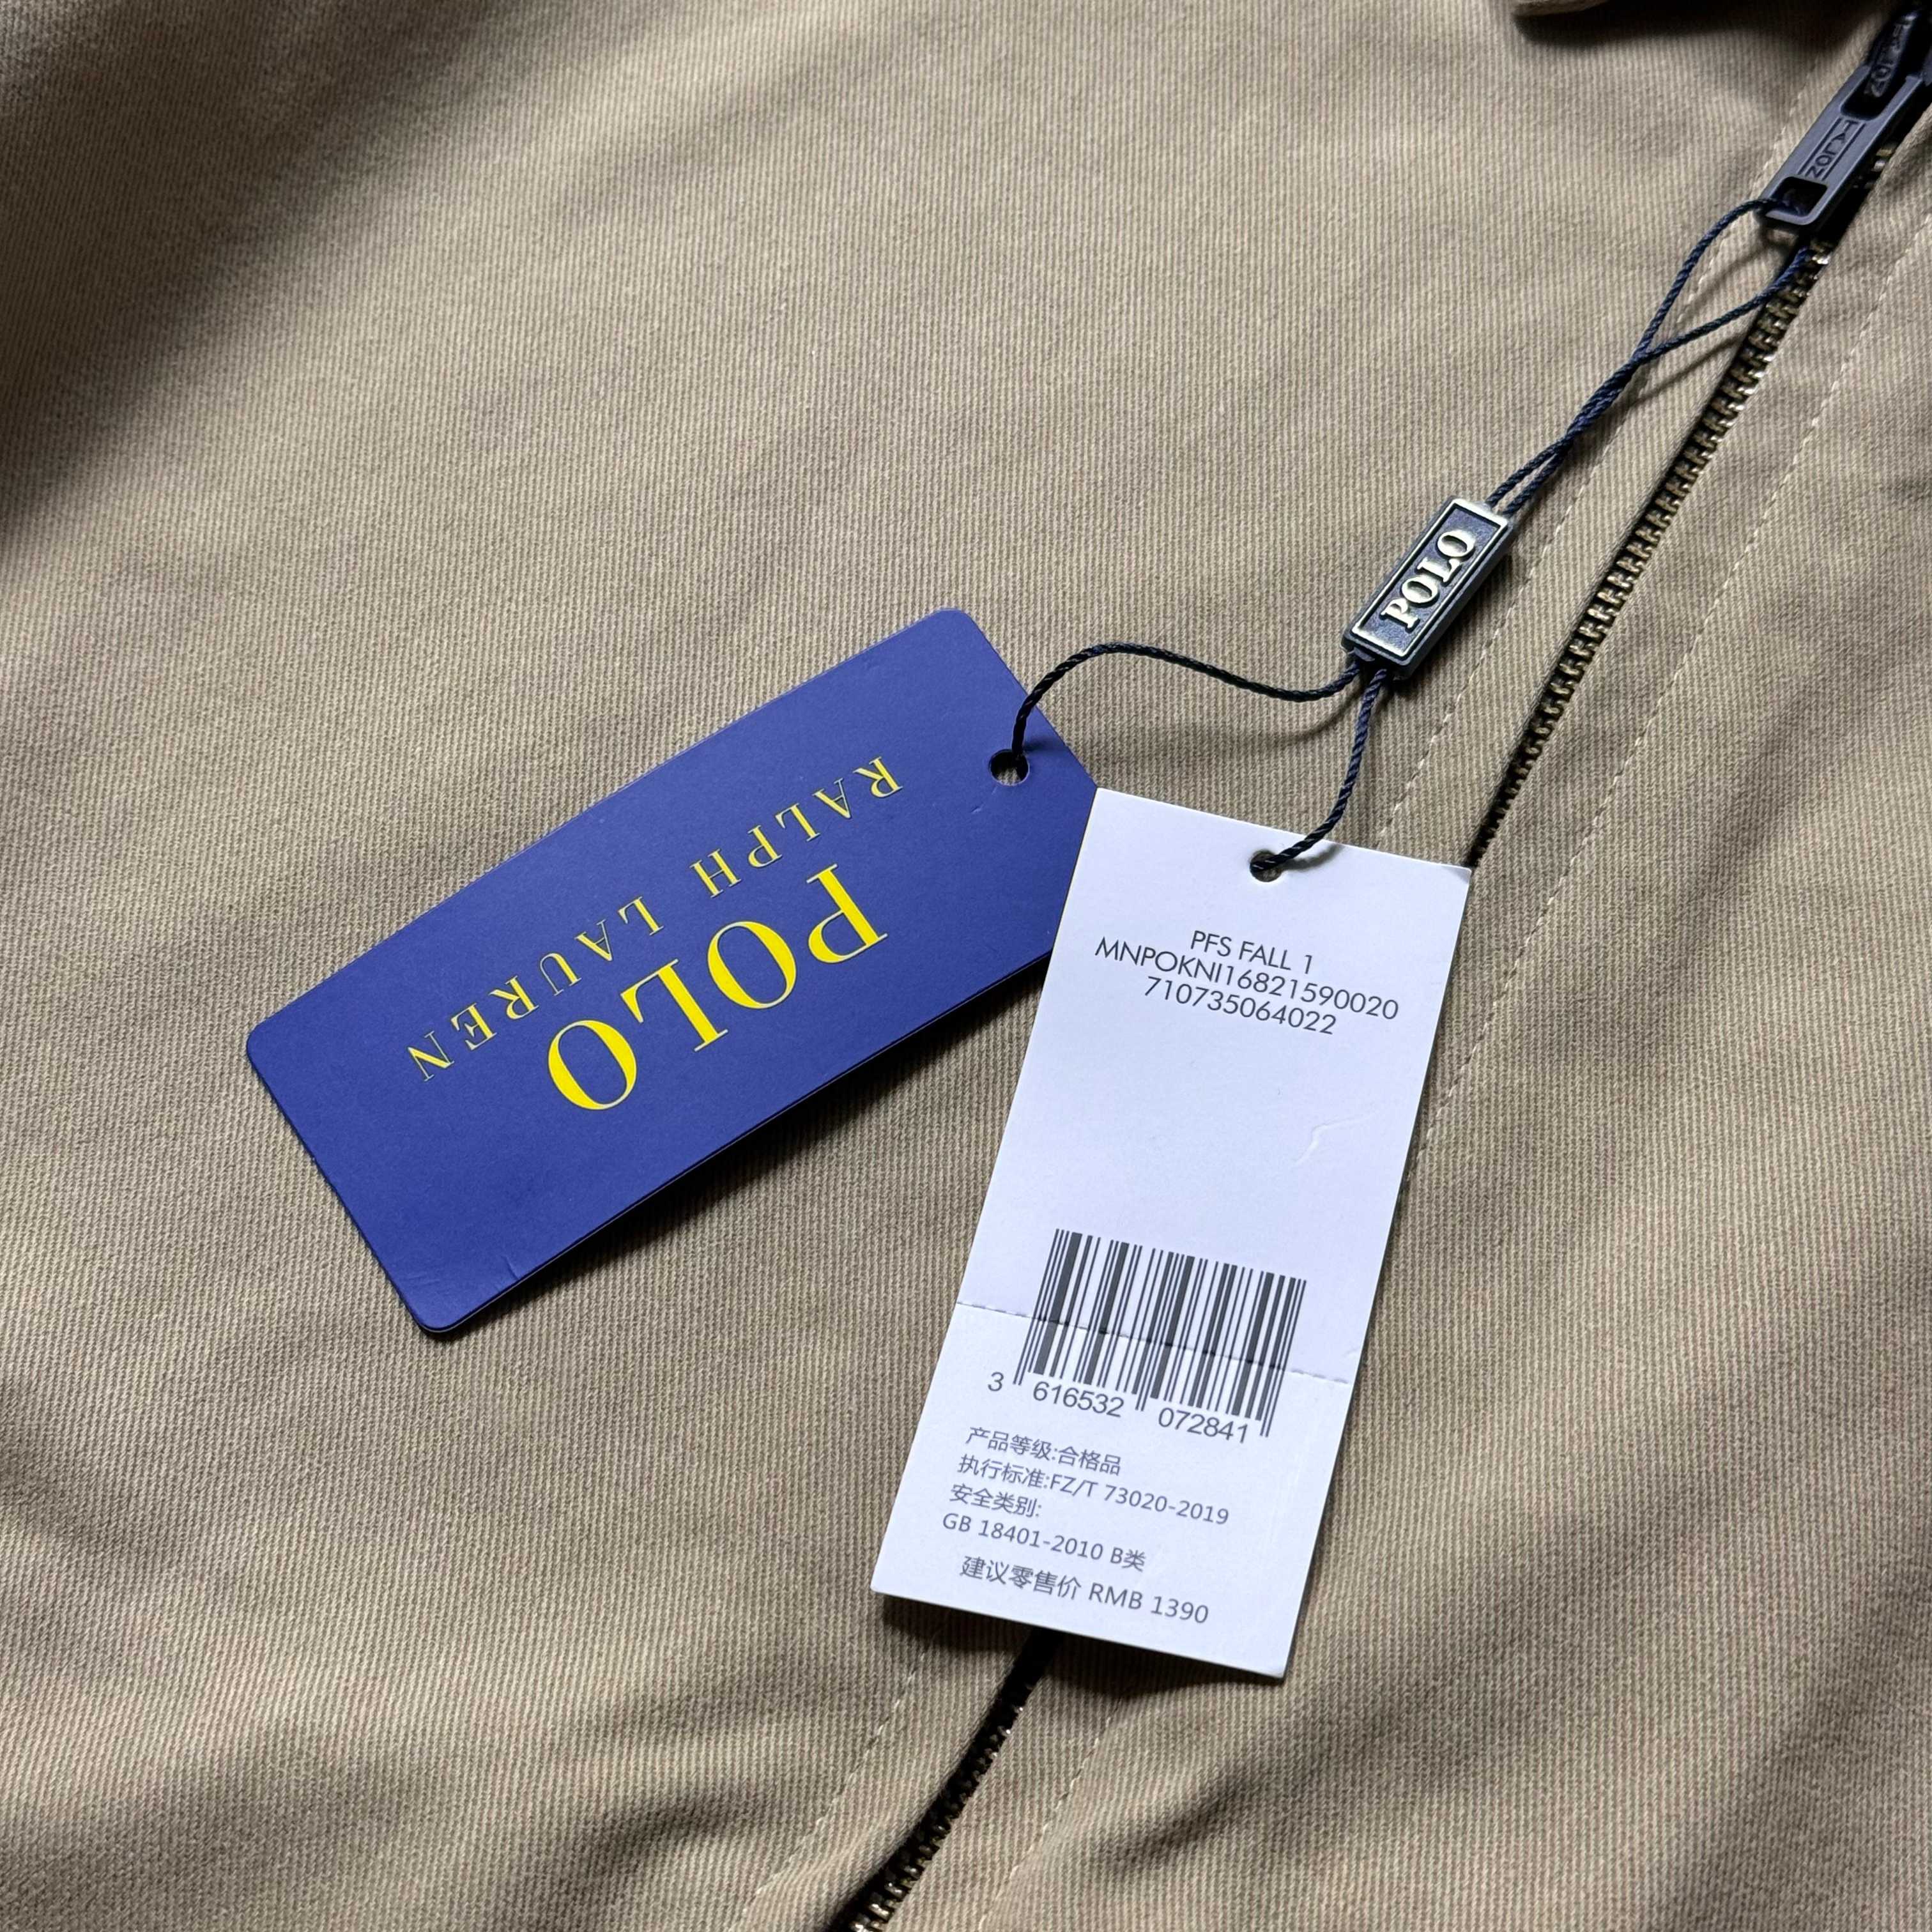 TALON
POLO
RALPH LAUREN
POLO
PFS FALL 1
MNPOKNI16821590020
710735064022
3 616532 072841
产品等级:合格品
执行标准:FZ/T 73020-2019
安全类别:
GB 18401-2010 B类
建议零售价 RMB 1390